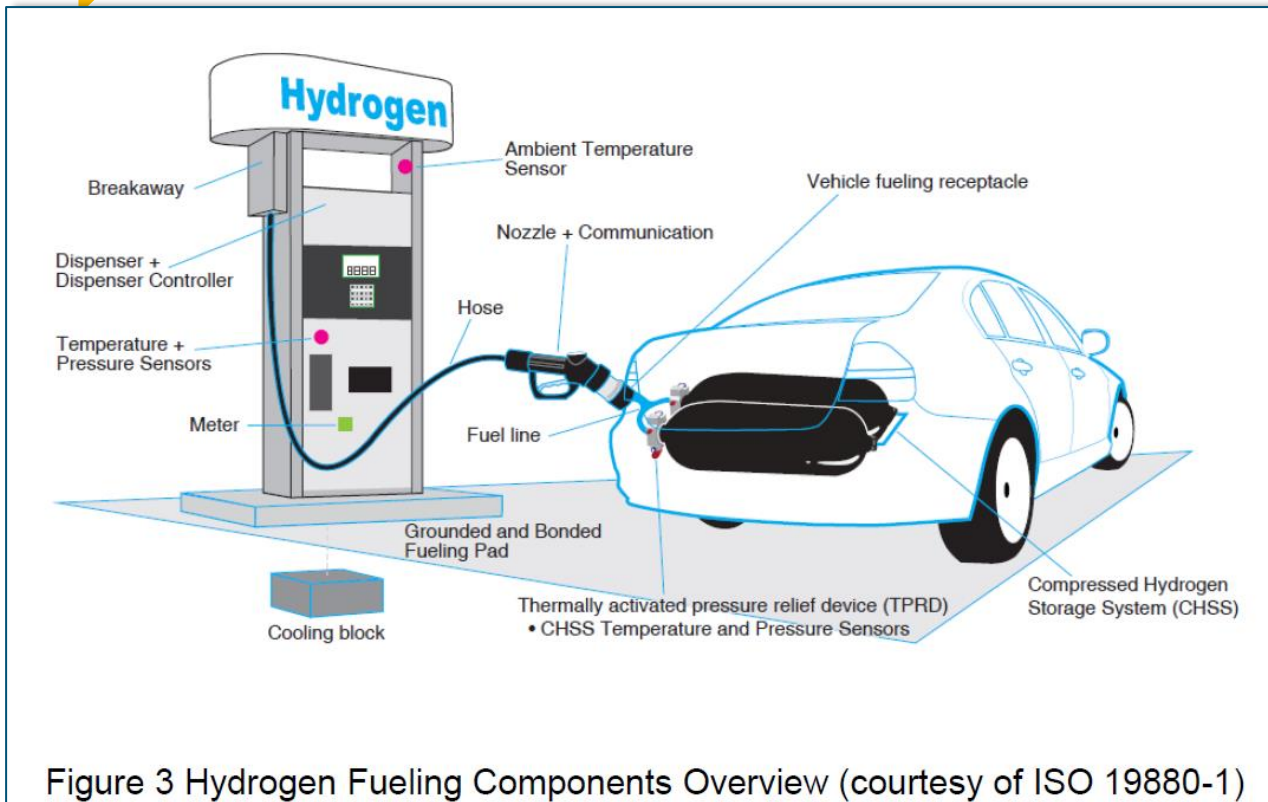 Hydrogen
Ambient Temperature
Sensor
Breakaway
Vehicle fueling receptacle
Nozzle + Communication
Dispenser +
Dispenser Controller
8888
Hose
Temperature +
Pressure Sensors
Meter
Fuel line
Grounded and Bonded
Fueling Pad
Cooling block
Thermally activated pressure relief device (TPRD)
• CHSS Temperature and Pressure Sensors
Compressed Hydrogen
Storage System (CHSS)
Figure 3 Hydrogen Fueling Components Overview (courtesy of ISO 19880-1)